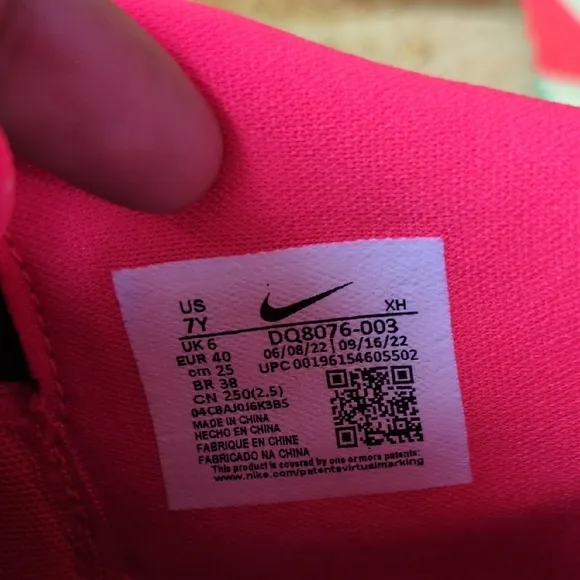 US XH
7Y DQ8076-003
UK 6 06/08/22 | 09/16/22
EUR 40 UPC 00196154605502
cm 25
BR 38
CN 250(2.5)
04C8AJ0J6K3B5
MADE IN CHINA
HECHO EN CHINA
FABRIQUE EN CHINE
FABRICADO NA CHINA
This product is covered by one or more patents:
www.nike.com/patentsvirtualmarking